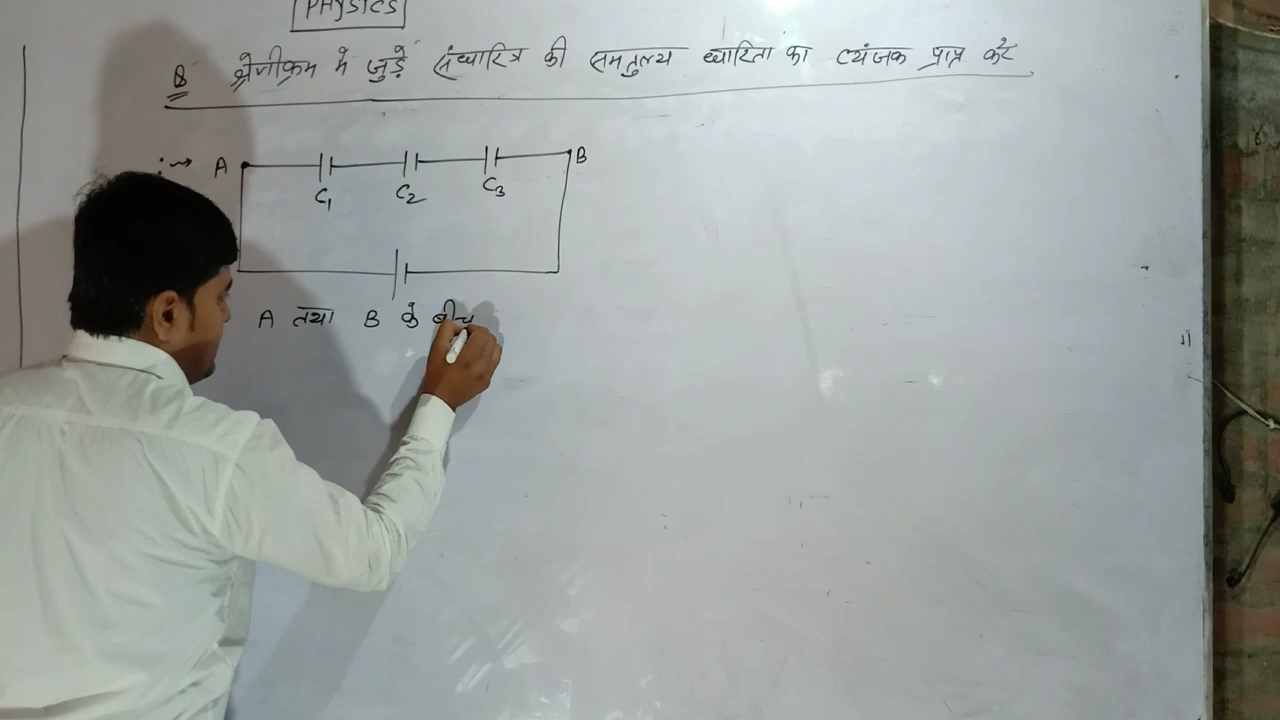 PHYSICS
Q श्रेणीक्रम में जुड़े संधारित्र की समतुल्य धारिता का व्यंजक प्राप्त करें
A B
C1 C2 C3
A तथा B के बीच